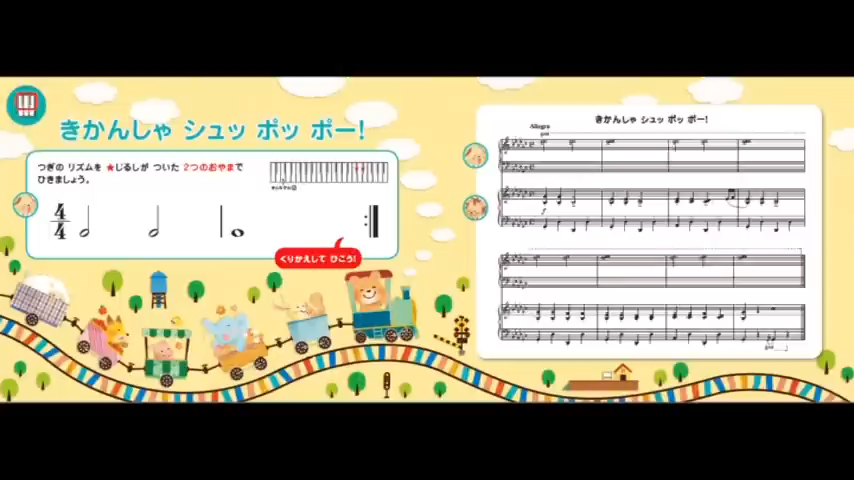 きかんしゃ シュッ ポッ ポー!
つぎの リズムを ★じるしが ついた 2つのおやまで
ひきましょう。
4
4
くりかえして ひこう!
きかんしゃ シュッ ポッ ポー!
Allegro
f